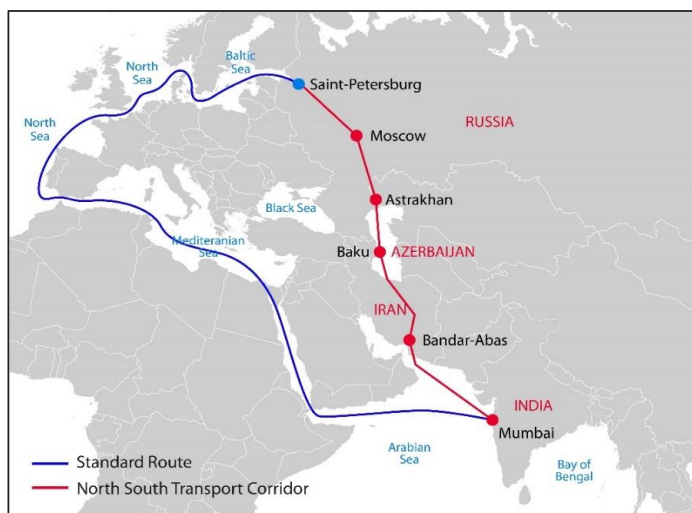 North
Sea
Baltic
Sea
Saint-Petersburg
North
Sea
Moscow
RUSSIA
Astrakhan
Black Sea
Mediteranian
Sea
Baku
AZERBAIJAN
IRAN
Bandar-Abas
INDIA
Mumbai
Arabian
Sea
Bay of
Bengal
Standard Route
North South Transport Corridor